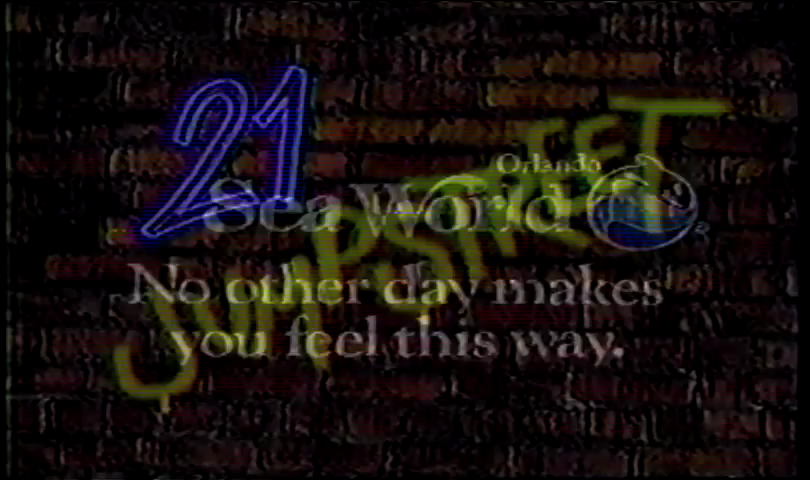 21
JUMP STREET
Orlando
Sea World ®
No other day makes
you feel this way.